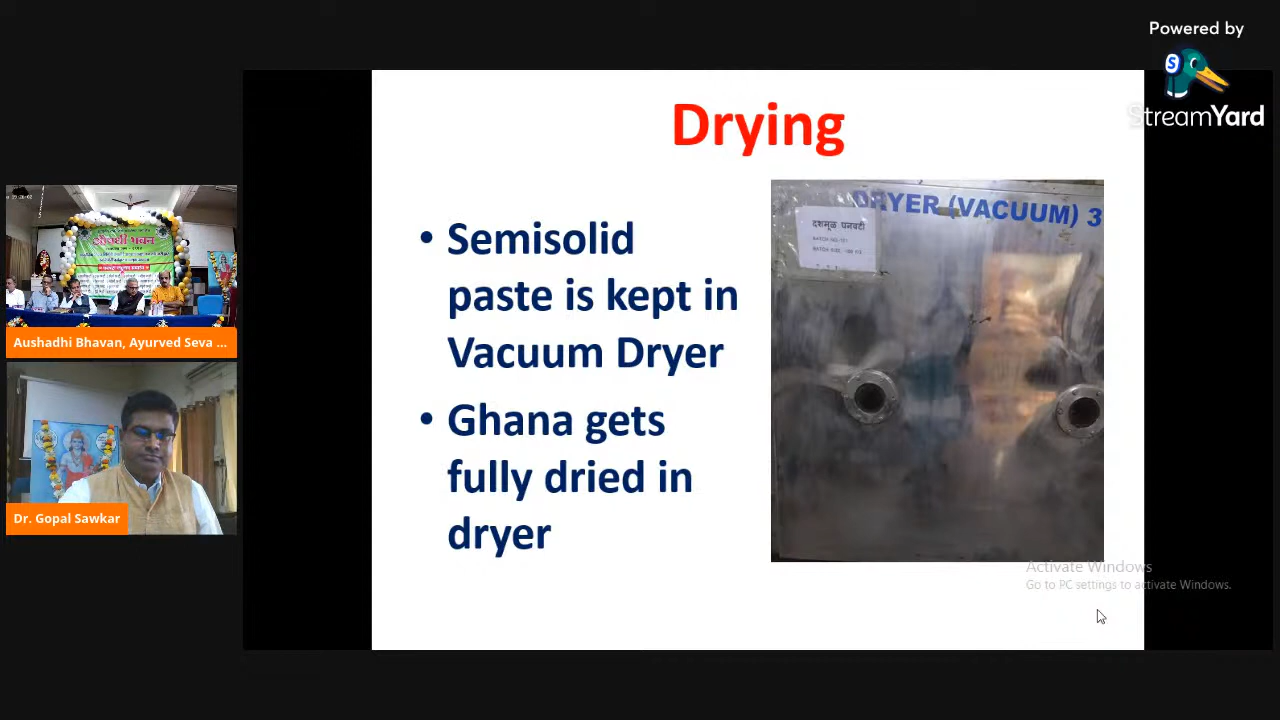 Powered by
StreamYard
Drying
• Semisolid
paste is kept in
Vacuum Dryer
• Ghana gets
fully dried in
dryer
DRYER (VACUUM) 3
दशमूळ घनवटी
औषधी भवन
Aushadhi Bhavan, Ayurved Seva ...
Dr. Gopal Sawkar
Activate Windows
Go to PC settings to activate Windows.